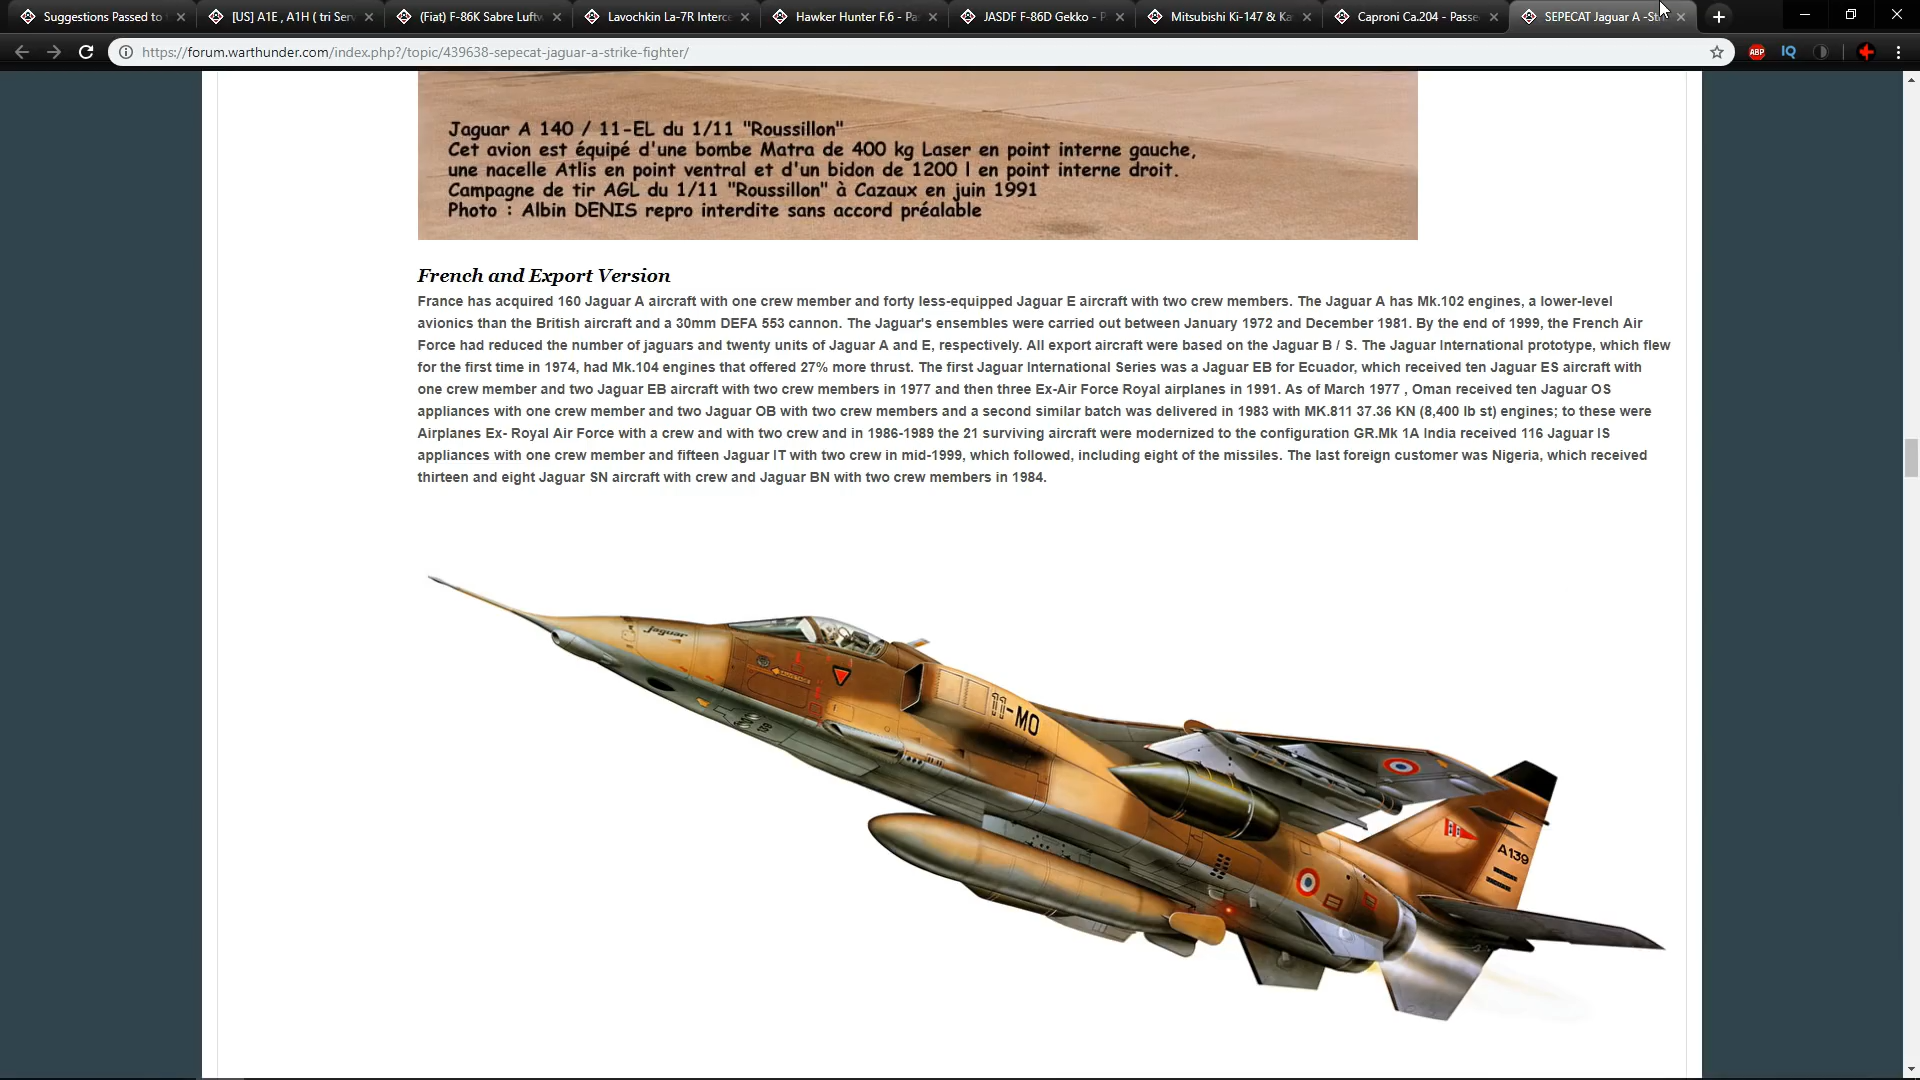 Suggestions Passed to
[US] A1E , A1H ( tri Serv
(Fiat) F-86K Sabre Luftw
Lavochkin La-7R Interce
Hawker Hunter F.6 - Pa
JASDF F-86D Gekko - P
Mitsubishi Ki-147 & Ka
Caproni Ca.204 - Passe
SEPECAT Jaguar A -St
https://forum.warthunder.com/index.php?/topic/439638-sepecat-jaguar-a-strike-fighter/
ABP
IQ
Jaguar A 140 / 11-EL du 1/11 "Roussillon"
Cet avion est équipé d'une bombe Matra de 400 kg Laser en point interne gauche,
une nacelle Atlis en point ventral et d'un bidon de 1200 l en point interne droit.
Campagne de tir AGL du 1/11 "Roussillon" à Cazaux en juin 1991
Photo : Albin DENIS repro interdite sans accord préalable
French and Export Version
France has acquired 160 Jaguar A aircraft with one crew member and forty less-equipped Jaguar E aircraft with two crew members. The Jaguar A has Mk.102 engines, a lower-level
avionics than the British aircraft and a 30mm DEFA 553 cannon. The Jaguar's ensembles were carried out between January 1972 and December 1981. By the end of 1999, the French Air
Force had reduced the number of jaguars and twenty units of Jaguar A and E, respectively. All export aircraft were based on the Jaguar B / S. The Jaguar International prototype, which flew
for the first time in 1974, had Mk.104 engines that offered 27% more thrust. The first Jaguar International Series was a Jaguar EB for Ecuador, which received ten Jaguar ES aircraft with
one crew member and two Jaguar EB aircraft with two crew members in 1977 and then three Ex-Air Force Royal airplanes in 1991. As of March 1977 , Oman received ten Jaguar OS
appliances with one crew member and two Jaguar OB with two crew members and a second similar batch was delivered in 1983 with MK.811 37.36 KN (8,400 lb st) engines; to these were
Airplanes Ex- Royal Air Force with a crew and with two crew and in 1986-1989 the 21 surviving aircraft were modernized to the configuration GR.Mk 1A India received 116 Jaguar IS
appliances with one crew member and fifteen Jaguar IT with two crew in mid-1999, which followed, including eight of the missiles. The last foreign customer was Nigeria, which received
thirteen and eight Jaguar SN aircraft with crew and Jaguar BN with two crew members in 1984.
Jaguar
11-MO
A139